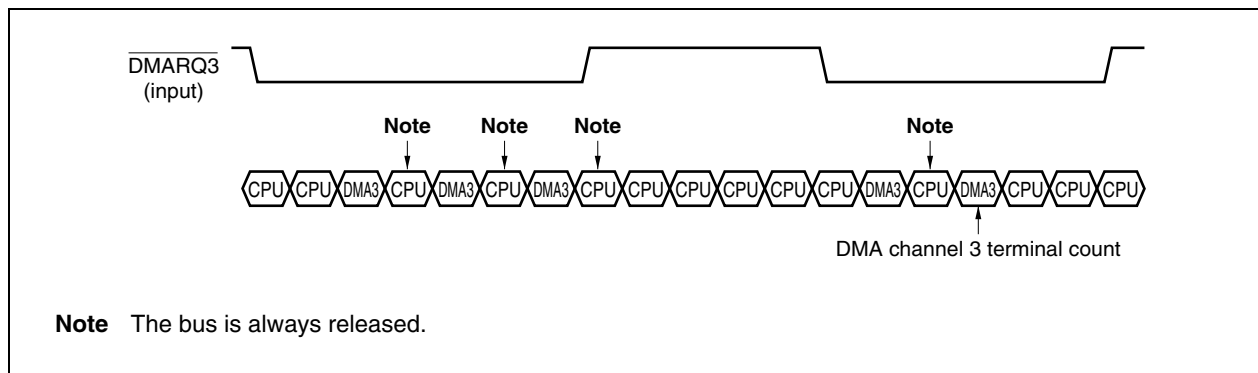 DMARQ3
(input)
Note Note Note Note
CPU CPU DMA3 CPU DMA3 CPU DMA3 CPU CPU CPU CPU CPU CPU DMA3 CPU DMA3 CPU CPU CPU
DMA channel 3 terminal count
Note The bus is always released.